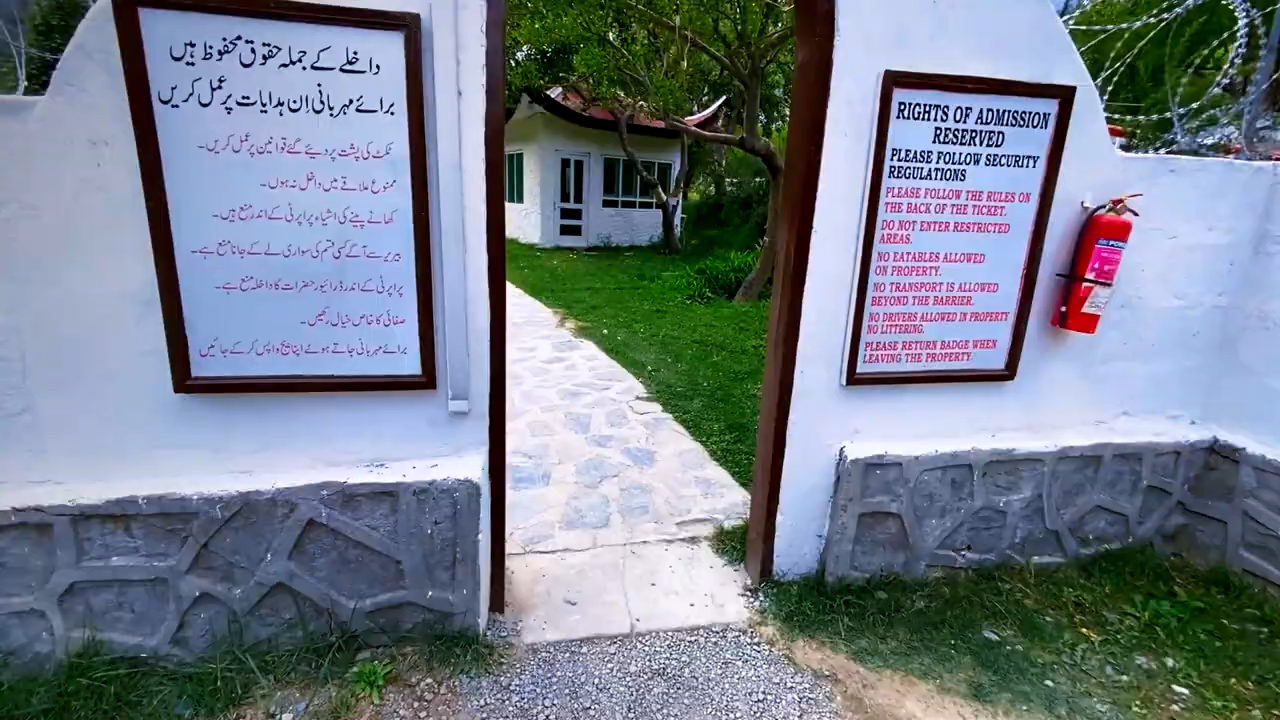 داخلے کے جملہ حقوق محفوظ ہیں
برائے مہربانی اِن ہدایات پر عمل کریں
ٹکٹ کی پشت پر دیئے گئے قوانین پر عمل کریں۔
ممنوع علاقے میں داخل نہ ہوں۔
کھانے پینے کی اشیاء پراپرٹی کے اندر منع ہیں۔
بیریر سے آگے کسی قسم کی سواری لے کے جانا منع ہے۔
پراپرٹی کے اندر ڈرائیور حضرات کا داخلہ منع ہے۔
صفائی کا خاص خیال رکھیں۔
برائے مہربانی جاتے ہوئے اپنا بیج واپس کر کے جائیں
RIGHTS OF ADMISSION
RESERVED
PLEASE FOLLOW SECURITY
REGULATIONS
PLEASE FOLLOW THE RULES ON
THE BACK OF THE TICKET.
DO NOT ENTER RESTRICTED
AREAS.
NO EATABLES ALLOWED
ON PROPERTY.
NO TRANSPORT IS ALLOWED
BEYOND THE BARRIER.
NO DRIVERS ALLOWED IN PROPERTY
NO LITTERING.
PLEASE RETURN BADGE WHEN
LEAVING THE PROPERTY.